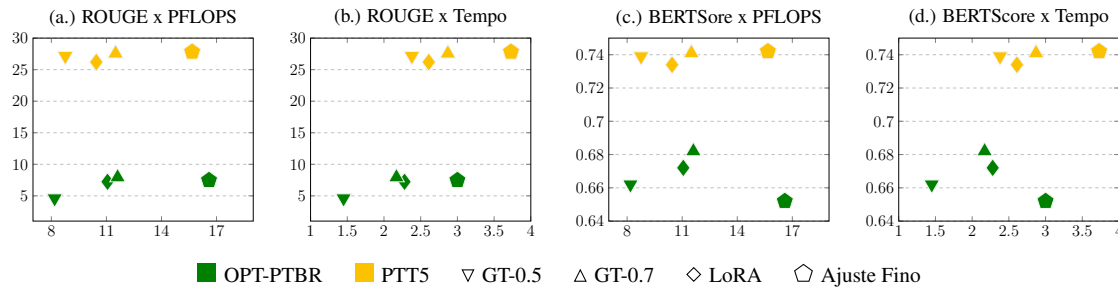 (a.) ROUGE x PFLOPS
30
25
20
15
10
5
8 11 14 17
(b.) ROUGE x Tempo
30
25
20
15
10
5
1 1.5 2 2.5 3 3.5 4
(c.) BERTSore x PFLOPS
0.74
0.72
0.7
0.68
0.66
0.64
8 11 14 17
(d.) BERTScore x Tempo
0.74
0.72
0.7
0.68
0.66
0.64
1 1.5 2 2.5 3 3.5 4
OPT-PTBR PTT5 GT-0.5 GT-0.7 LoRA Ajuste Fino